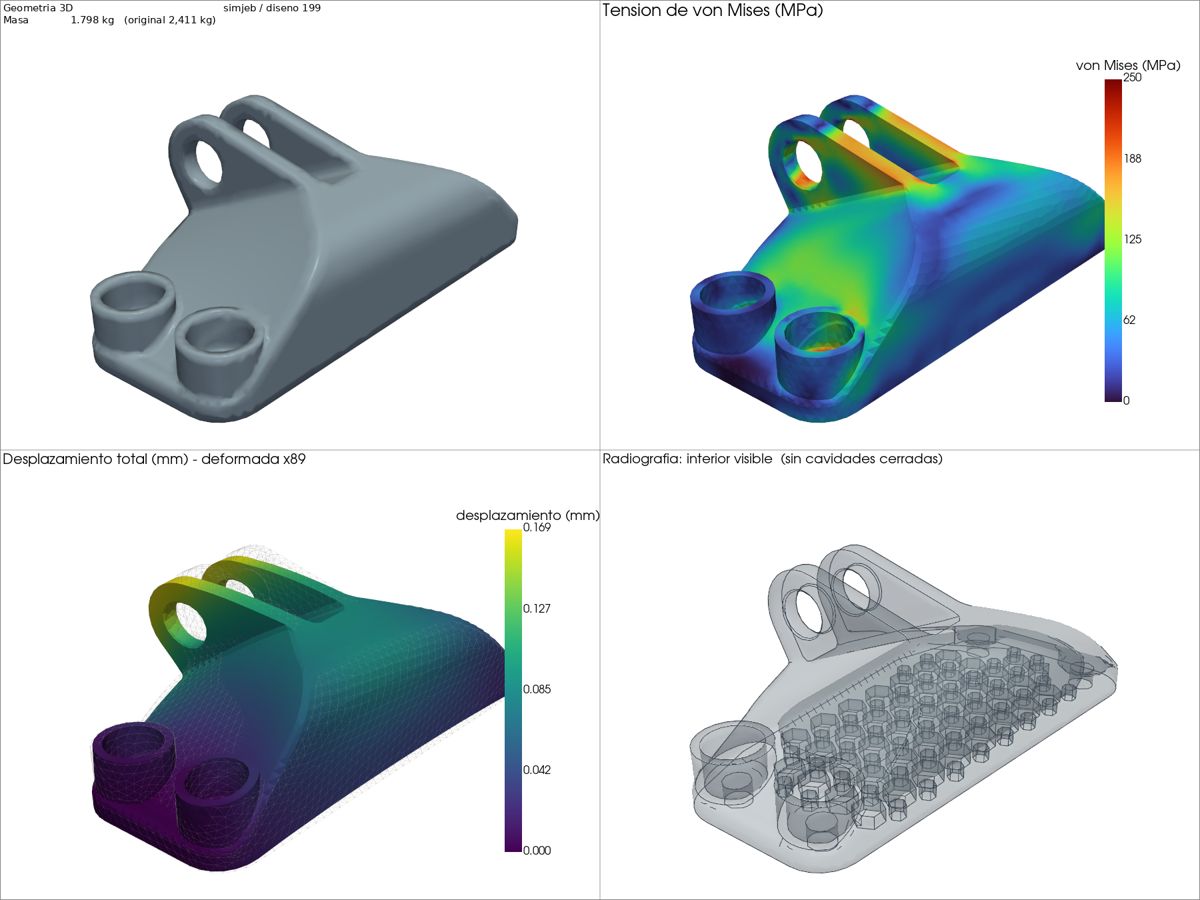 Geometria 3D simjeb / diseno 199
Masa 1.798 kg (original 2,411 kg)
Tension de von Mises (MPa)
von Mises (MPa)
250
188
125
62
0
Desplazamiento total (mm) - deformada x89
desplazamiento (mm)
0.169
0.127
0.085
0.042
0.000
Radiografia: interior visible (sin cavidades cerradas)